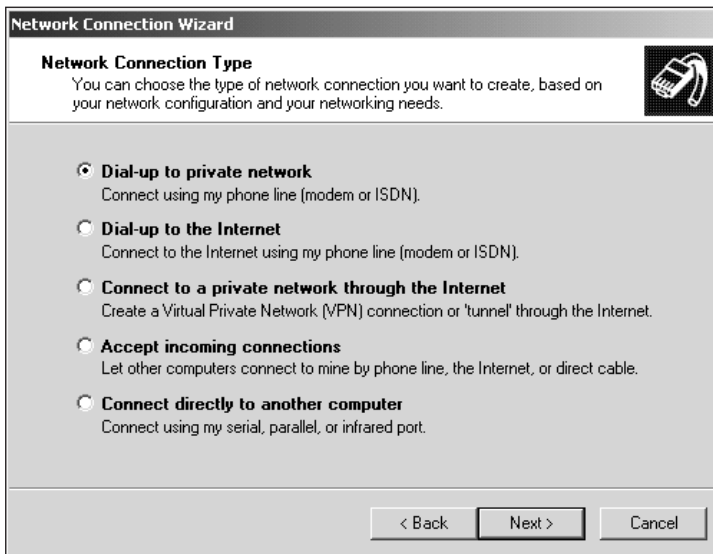 Network Connection Wizard
Network Connection Type
You can choose the type of network connection you want to create, based on
your network configuration and your networking needs.
Dial-up to private network
Connect using my phone line (modem or ISDN).
Dial-up to the Internet
Connect to the Internet using my phone line (modem or ISDN).
Connect to a private network through the Internet
Create a Virtual Private Network (VPN) connection or 'tunnel' through the Internet.
Accept incoming connections
Let other computers connect to mine by phone line, the Internet, or direct cable.
Connect directly to another computer
Connect using my serial, parallel, or infrared port.
< Back Next > Cancel